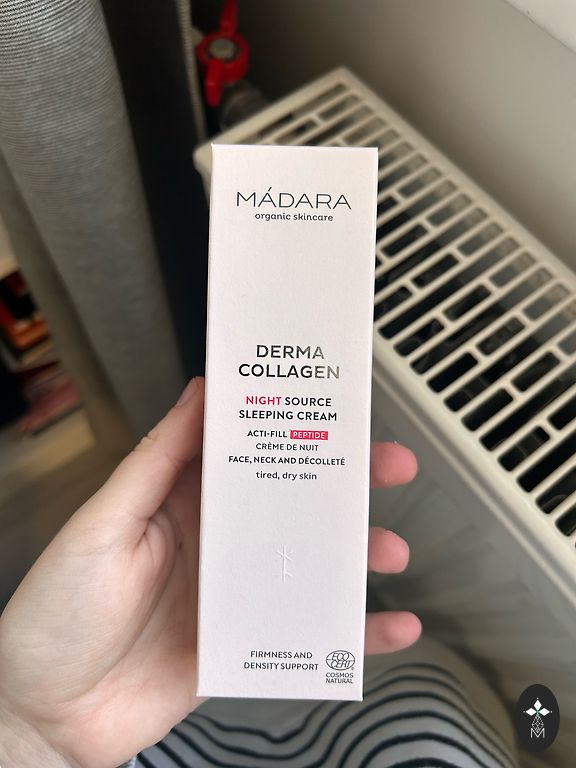 MÁDARA
organic skincare
DERMA
COLLAGEN
NIGHT SOURCE
SLEEPING CREAM
ACTI-FILL PEPTIDE
CRÈME DE NUIT
FACE, NECK AND DÉCOLLETÉ
tired, dry skin
FIRMNESS AND
DENSITY SUPPORT
ECO
CERT
COSMOS
NATURAL
M